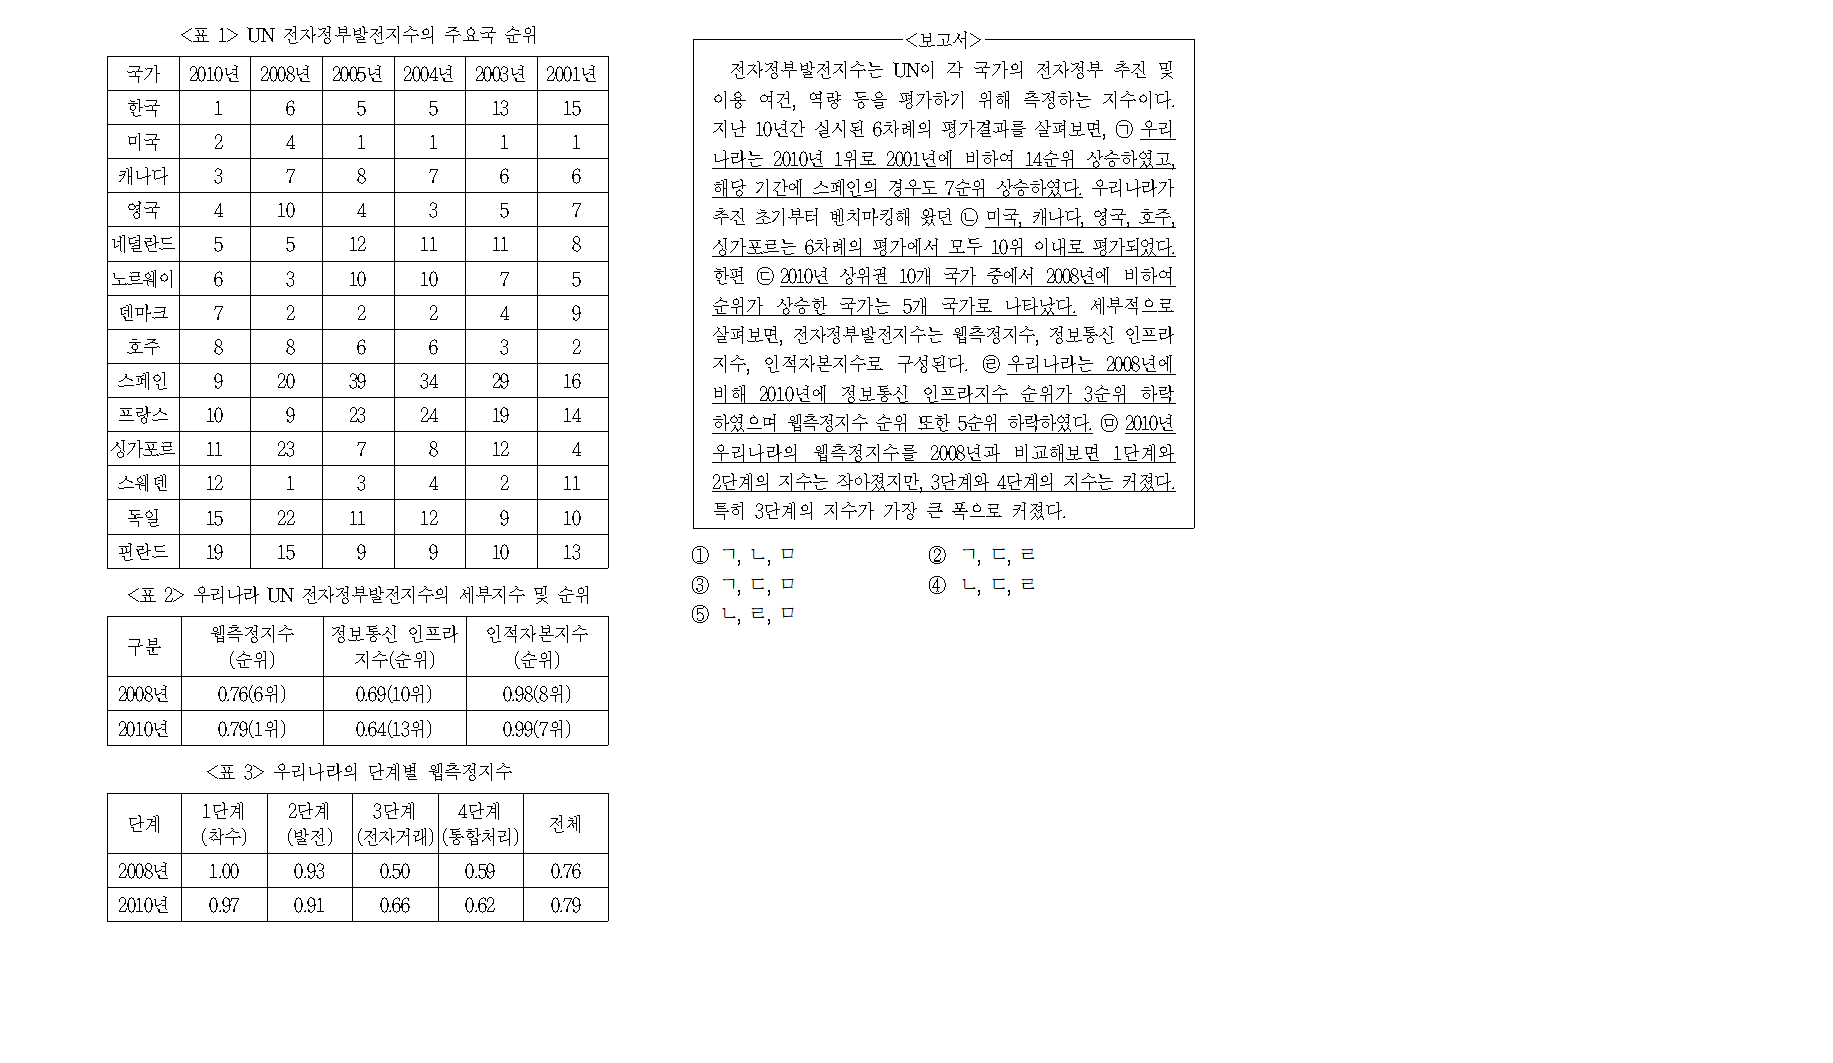 <표 1> UN 전자정부발전지수의 주요국 순위
국가 2010년 2008년 2005년 2004년 2003년 2001년
한국 1 6 5 5 13 15
미국 2 4 1 1 1 1
캐나다 3 7 8 7 6 6
영국 4 10 4 3 5 7
네덜란드 5 5 12 11 11 8
노르웨이 6 3 10 10 7 5
덴마크 7 2 2 2 4 9
호주 8 8 6 6 3 2
스페인 9 20 39 34 29 16
프랑스 10 9 23 24 19 14
싱가포르 11 23 7 8 12 4
스웨덴 12 1 3 4 2 11
독일 15 22 11 12 9 10
핀란드 19 15 9 9 10 13
<표 2> 우리나라 UN 전자정부발전지수의 세부지수 및 순위
구분 웹측정지수 (순위) 정보통신 인프라 지수(순위) 인적자본지수 (순위)
2008년 0.76(6위) 0.69(10위) 0.98(8위)
2010년 0.79(1위) 0.64(13위) 0.99(7위)
<표 3> 우리나라의 단계별 웹측정지수
단계 1단계 (착수) 2단계 (발전) 3단계 (전자거래) 4단계 (통합처리) 전체
2008년 1.00 0.93 0.50 0.59 0.76
2010년 0.97 0.91 0.66 0.62 0.79
<보고서>
전자정부발전지수는 UN이 각 국가의 전자정부 추진 및
이용 여건, 역량 등을 평가하기 위해 측정하는 지수이다.
지난 10년간 실시된 6차례의 평가결과를 살펴보면, ㉠ 우리
나라는 2010년 1위로 2001년에 비하여 14순위 상승하였고,
해당 기간에 스페인의 경우도 7순위 상승하였다. 우리나라가
추진 초기부터 벤치마킹해 왔던 ㉡ 미국, 캐나다, 영국, 호주,
싱가포르는 6차례의 평가에서 모두 10위 이내로 평가되었다.
한편 ㉢ 2010년 상위권 10개 국가 중에서 2008년에 비하여
순위가 상승한 국가는 5개 국가로 나타났다. 세부적으로
살펴보면, 전자정부발전지수는 웹측정지수, 정보통신 인프라
지수, 인적자본지수로 구성된다. ㉣ 우리나라는 2008년에
비해 2010년에 정보통신 인프라지수 순위가 3순위 하락
하였으며 웹측정지수 순위 또한 5순위 하락하였다. ㉤ 2010년
우리나라의 웹측정지수를 2008년과 비교해보면 1단계와
2단계의 지수는 작아졌지만, 3단계와 4단계의 지수는 커졌다.
특히 3단계의 지수가 가장 큰 폭으로 커졌다.
① ㄱ, ㄴ, ㅁ ② ㄱ, ㄷ, ㄹ
③ ㄱ, ㄷ, ㅁ ④ ㄴ, ㄷ, ㄹ
⑤ ㄴ, ㄹ, ㅁ